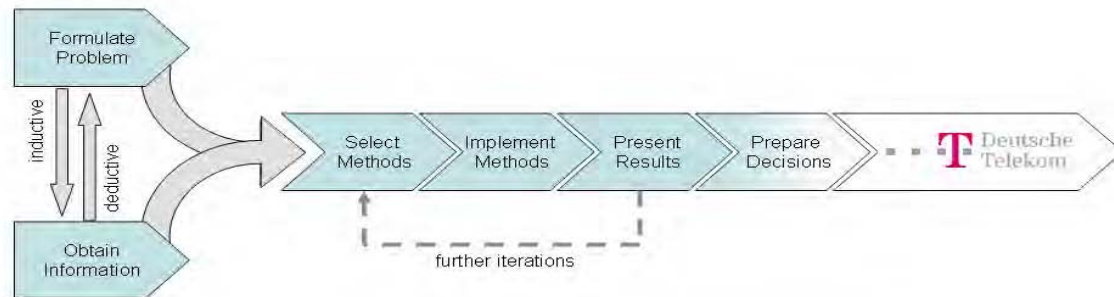 Formulate
Problem
inductive
deductive
Obtain
Information
Select
Methods
Implement
Methods
Present
Results
Prepare
Decisions
T Deutsche
Telekom
further iterations